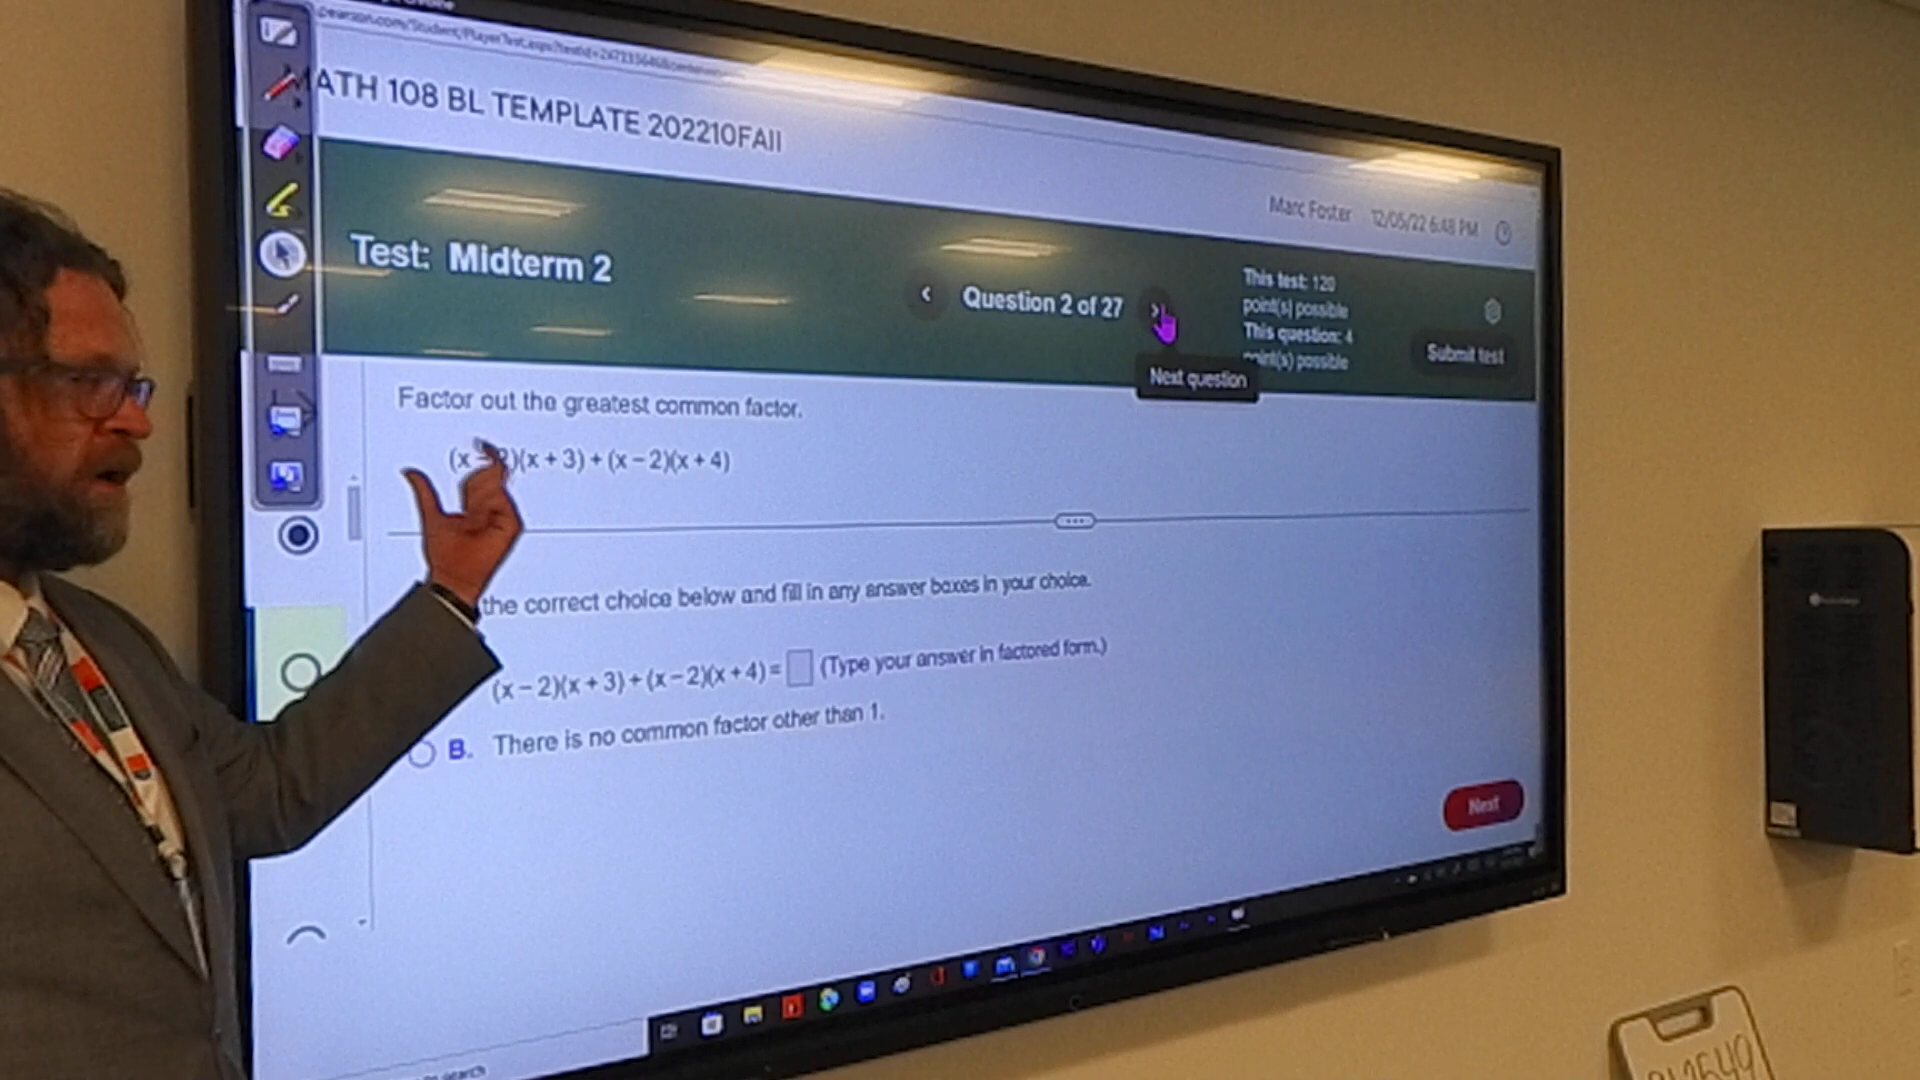 MATH 108 BL TEMPLATE 202210FAll
Marc Foster 12/05/22 6:48 PM
Test: Midterm 2
Question 2 of 27
This test: 120
point(s) possible
This question: 4
point(s) possible
Submit test
Next question
Factor out the greatest common factor.
(x - 2)(x + 3) + (x - 2)(x + 4)
the correct choice below and fill in any answer boxes in your choice.
(x - 2)(x + 3) + (x - 2)(x + 4) = (Type your answer in factored form.)
B. There is no common factor other than 1.
Next
search